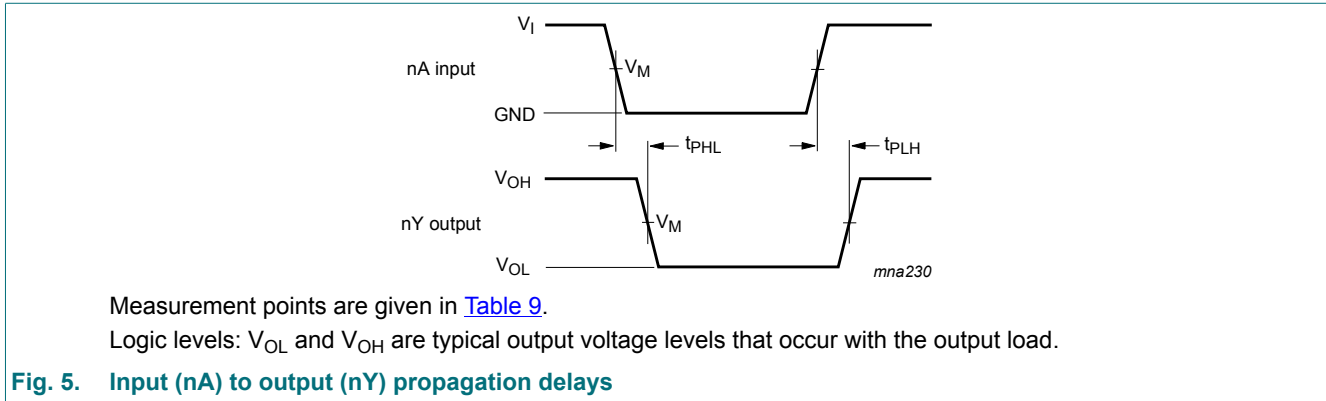 V_I
nA input
V_M
GND
t_PHL
t_PLH
V_OH
nY output
V_M
V_OL
mna230
Measurement points are given in Table 9.
Logic levels: V_OL and V_OH are typical output voltage levels that occur with the output load.
Fig. 5. Input (nA) to output (nY) propagation delays